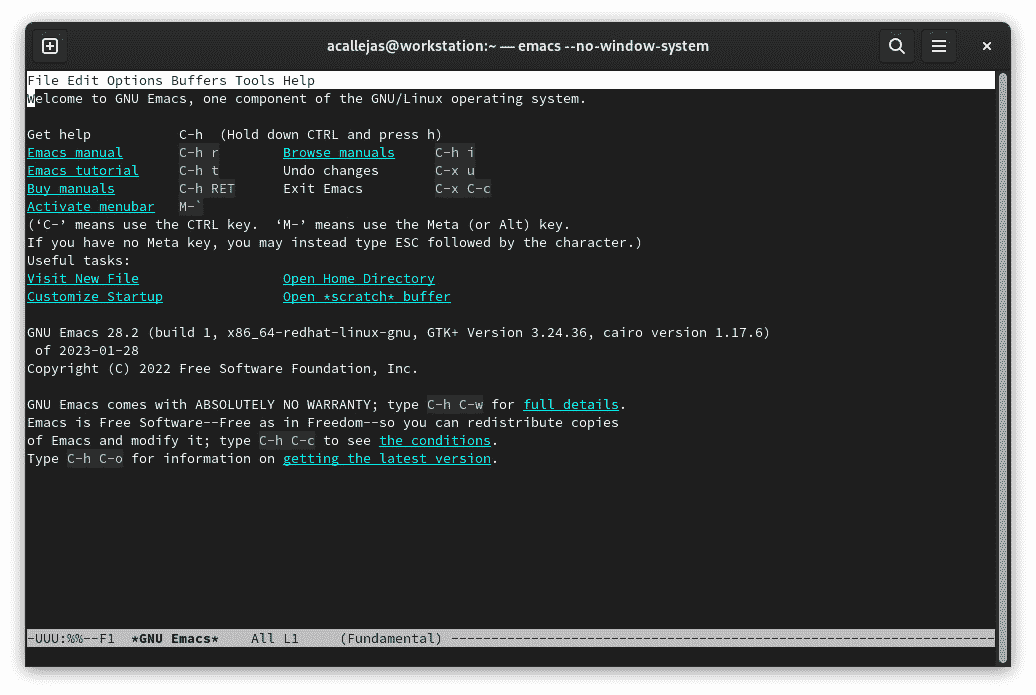 acallejas@workstation:~ — emacs --no-window-system
File Edit Options Buffers Tools Help
Welcome to GNU Emacs, one component of the GNU/Linux operating system.
Get help C-h (Hold down CTRL and press h)
Emacs manual C-h r Browse manuals C-h i
Emacs tutorial C-h t Undo changes C-x u
Buy manuals C-h RET Exit Emacs C-x C-c
Activate menubar M-`
(‘C-’ means use the CTRL key. ‘M-’ means use the Meta (or Alt) key.
If you have no Meta key, you may instead type ESC followed by the character.)
Useful tasks:
Visit New File Open Home Directory
Customize Startup Open *scratch* buffer
GNU Emacs 28.2 (build 1, x86_64-redhat-linux-gnu, GTK+ Version 3.24.36, cairo version 1.17.6)
of 2023-01-28
Copyright (C) 2022 Free Software Foundation, Inc.
GNU Emacs comes with ABSOLUTELY NO WARRANTY; type C-h C-w for full details.
Emacs is Free Software--Free as in Freedom--so you can redistribute copies
of Emacs and modify it; type C-h C-c to see the conditions.
Type C-h C-o for information on getting the latest version.
-UUU:%%--F1 *GNU Emacs* All L1 (Fundamental) --------------------------------------------------------------------